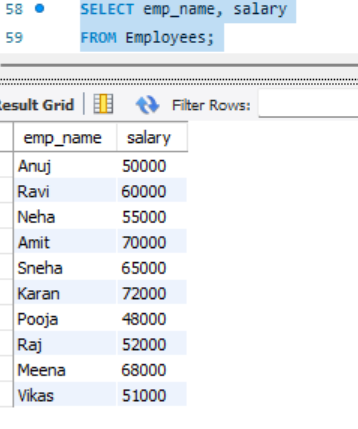 58 SELECT emp_name, salary
59 FROM Employees;
Result Grid Filter Rows:
emp_name salary
Anuj 50000
Ravi 60000
Neha 55000
Amit 70000
Sneha 65000
Karan 72000
Pooja 48000
Raj 52000
Meena 68000
Vikas 51000